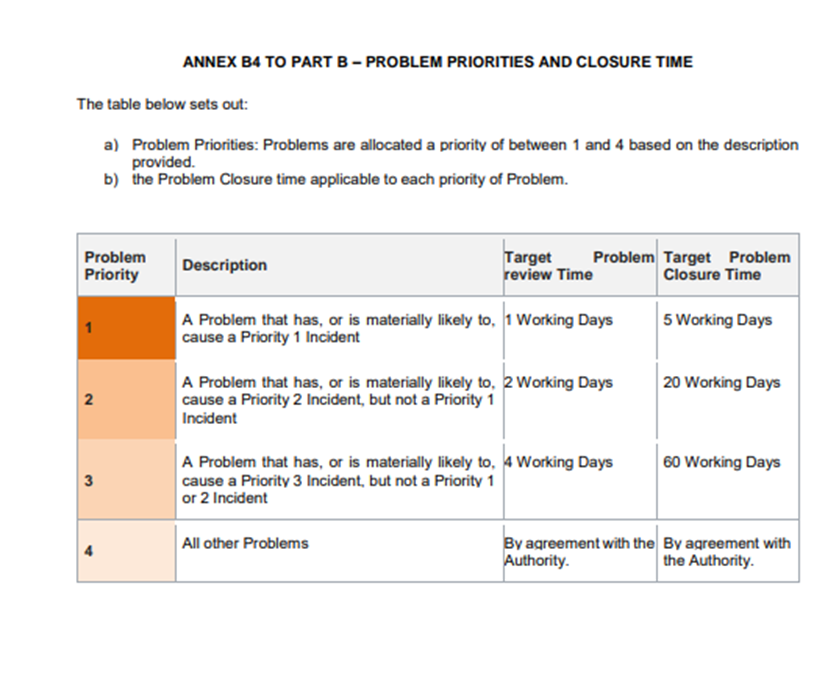 ANNEX B4 TO PART B – PROBLEM PRIORITIES AND CLOSURE TIME
The table below sets out:
a) Problem Priorities: Problems are allocated a priority of between 1 and 4 based on the description
provided.
b) the Problem Closure time applicable to each priority of Problem.
Problem
Priority
Description
Target Problem
review Time
Target Problem
Closure Time
1
A Problem that has, or is materially likely to,
cause a Priority 1 Incident
1 Working Days
5 Working Days
2
A Problem that has, or is materially likely to,
cause a Priority 2 Incident, but not a Priority 1
Incident
2 Working Days
20 Working Days
3
A Problem that has, or is materially likely to,
cause a Priority 3 Incident, but not a Priority 1
or 2 Incident
4 Working Days
60 Working Days
4
All other Problems
By agreement with the
Authority.
By agreement with
the Authority.